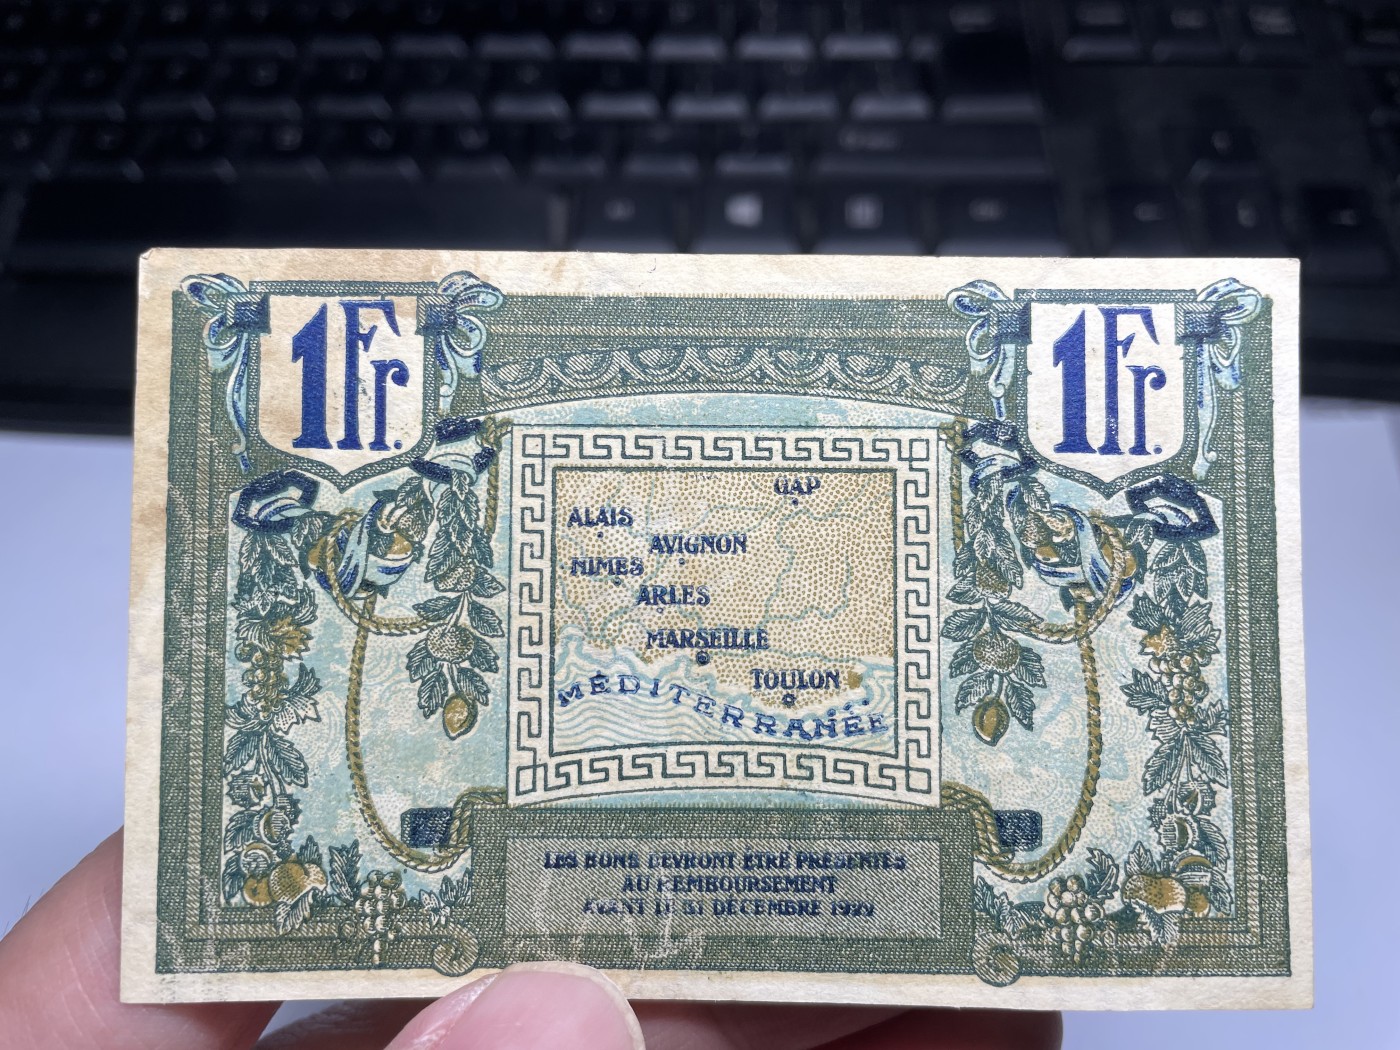 1Fr.
1Fr.
GAP
ALAIS
AVIGNON
NIMES
ARLES
MARSEILLE
TOULON
MÉDITERRANÉE
LES BONS DEVRONT ÊTRE PRÉSENTÉS
AU REMBOURSEMENT
AVANT LE 31 DÉCEMBRE